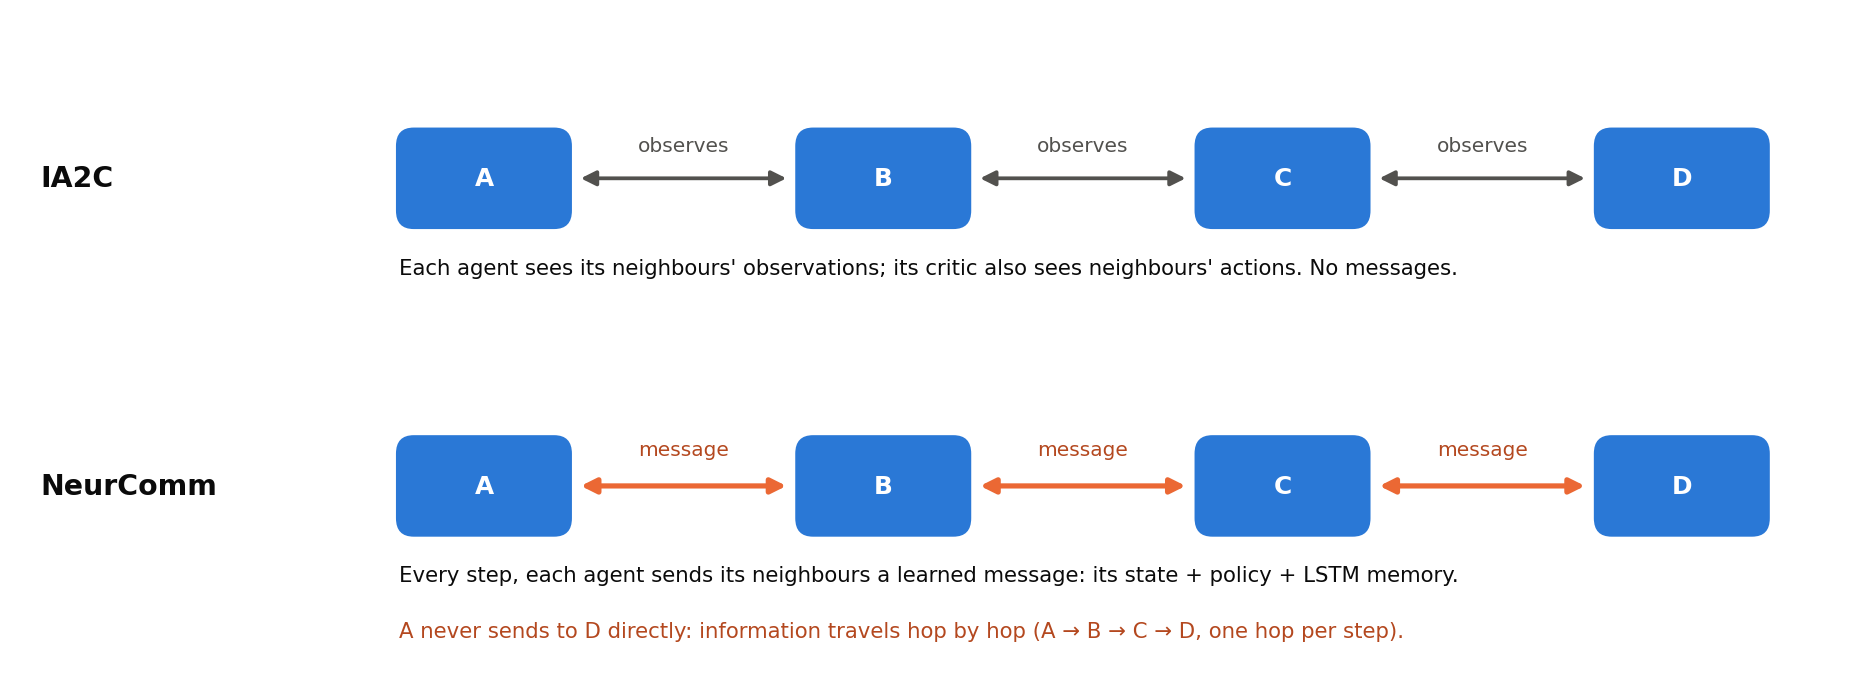 observes observes observes
IA2C A B C D
Each agent sees its neighbours' observations; its critic also sees neighbours' actions. No messages.
message message message
NeurComm A B C D
Every step, each agent sends its neighbours a learned message: its state + policy + LSTM memory.
A never sends to D directly: information travels hop by hop (A → B → C → D, one hop per step).